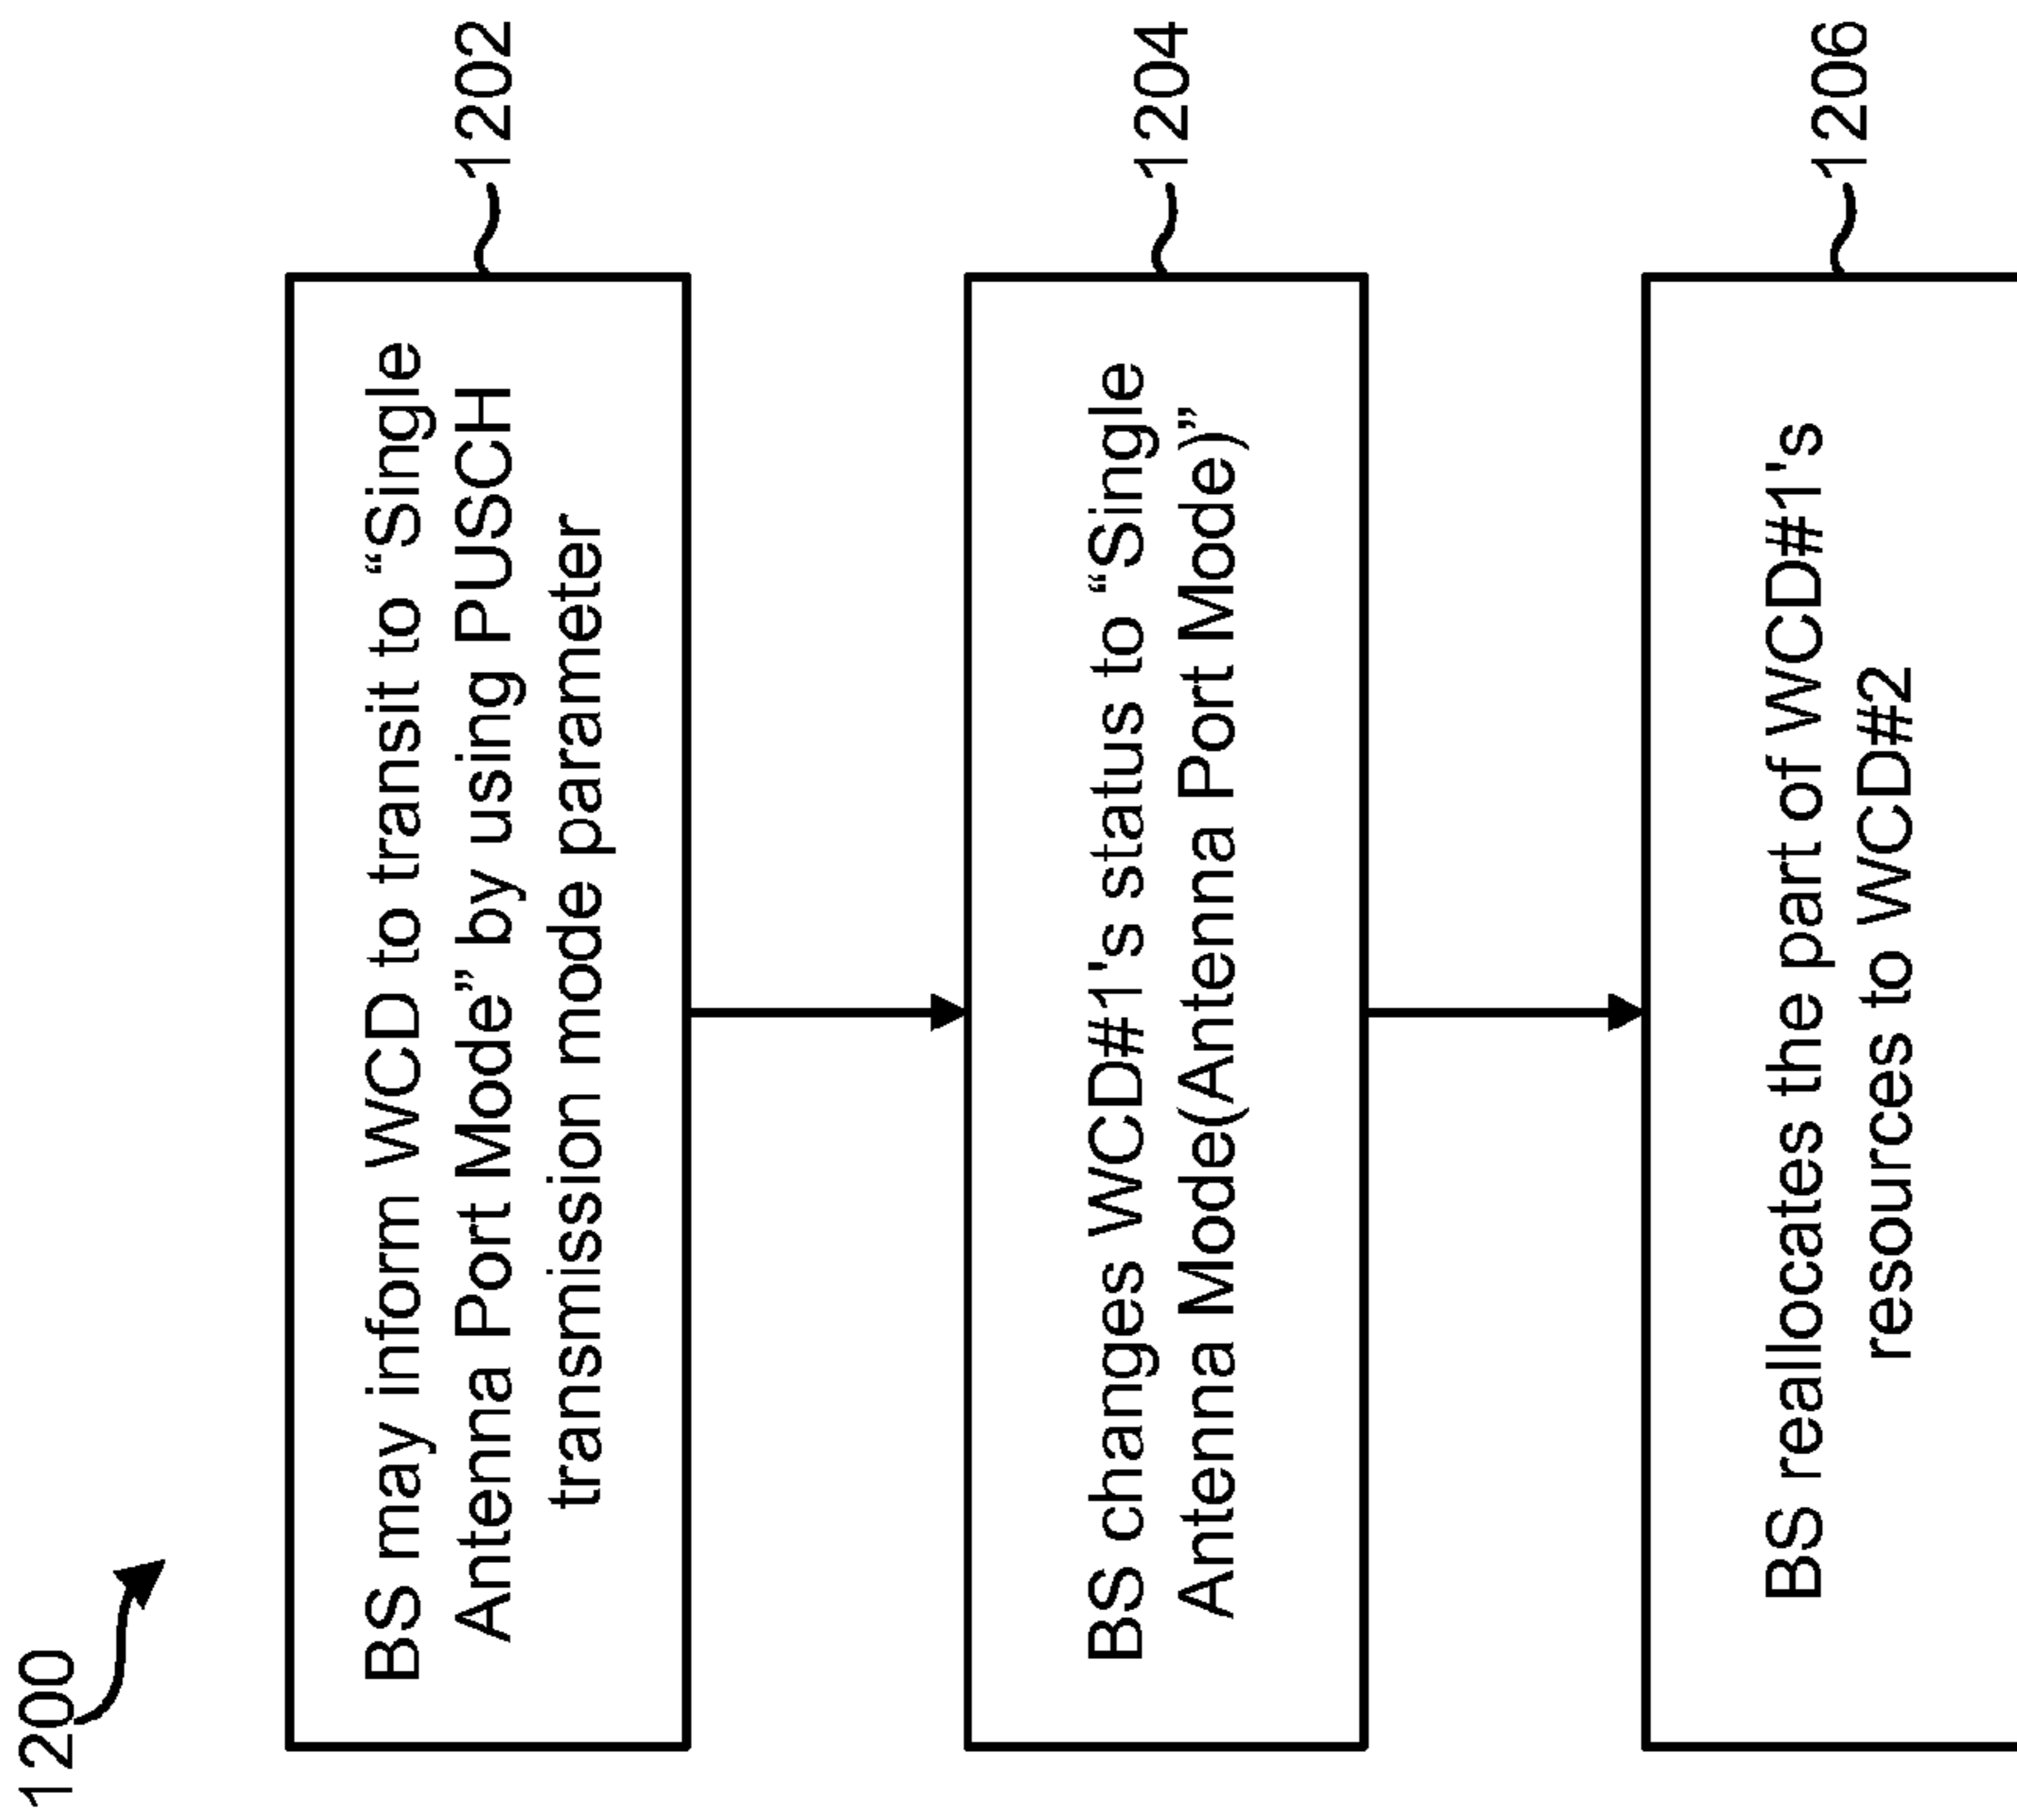 1200
BS may inform WCD to transit to “Single
Antenna Port Mode” by using PUSCH
transmission mode parameter
1202
BS changes WCD#1's status to “Single
Antenna Mode(Antenna Port Mode)”
1204
BS reallocates the part of WCD#1's
resources to WCD#2
1206